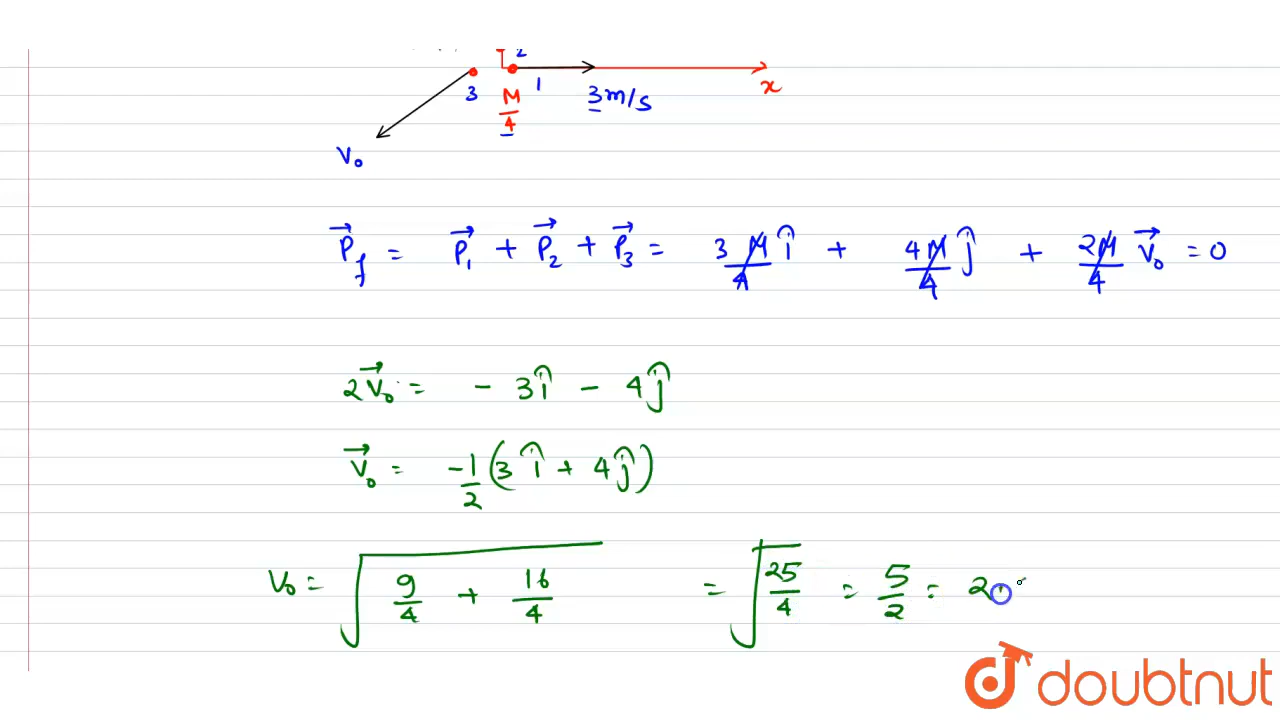 2
3 M/4 1 3m/s x
V₀
P⃗f = P⃗₁ + P⃗₂ + P⃗₃ = 3M/4 î + 4M/4 ĵ + 2M/4 V⃗₀ = 0
2V⃗₀ = - 3î - 4ĵ
V⃗₀ = -1/2 (3î + 4ĵ)
V₀ = √(9/4 + 16/4) = √(25/4) = 5/2 = 2
doubtnut